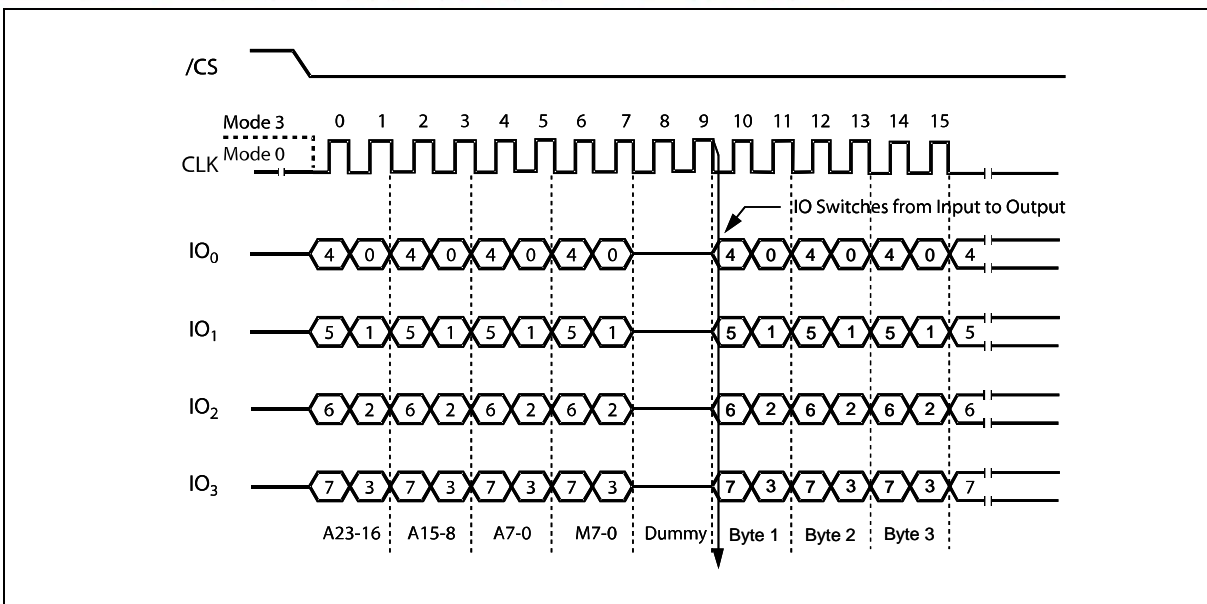 /CS
Mode 3 0 1 2 3 4 5 6 7 8 9 10 11 12 13 14 15
CLK Mode 0
IO Switches from Input to Output
IO0 4 0 4 0 4 0 4 0 4 0 4 0 4 0 4
IO1 5 1 5 1 5 1 5 1 5 1 5 1 5 1 5
IO2 6 2 6 2 6 2 6 2 6 2 6 2 6 2 6
IO3 7 3 7 3 7 3 7 3 7 3 7 3 7 3 7
A23-16 A15-8 A7-0 M7-0 Dummy Byte 1 Byte 2 Byte 3